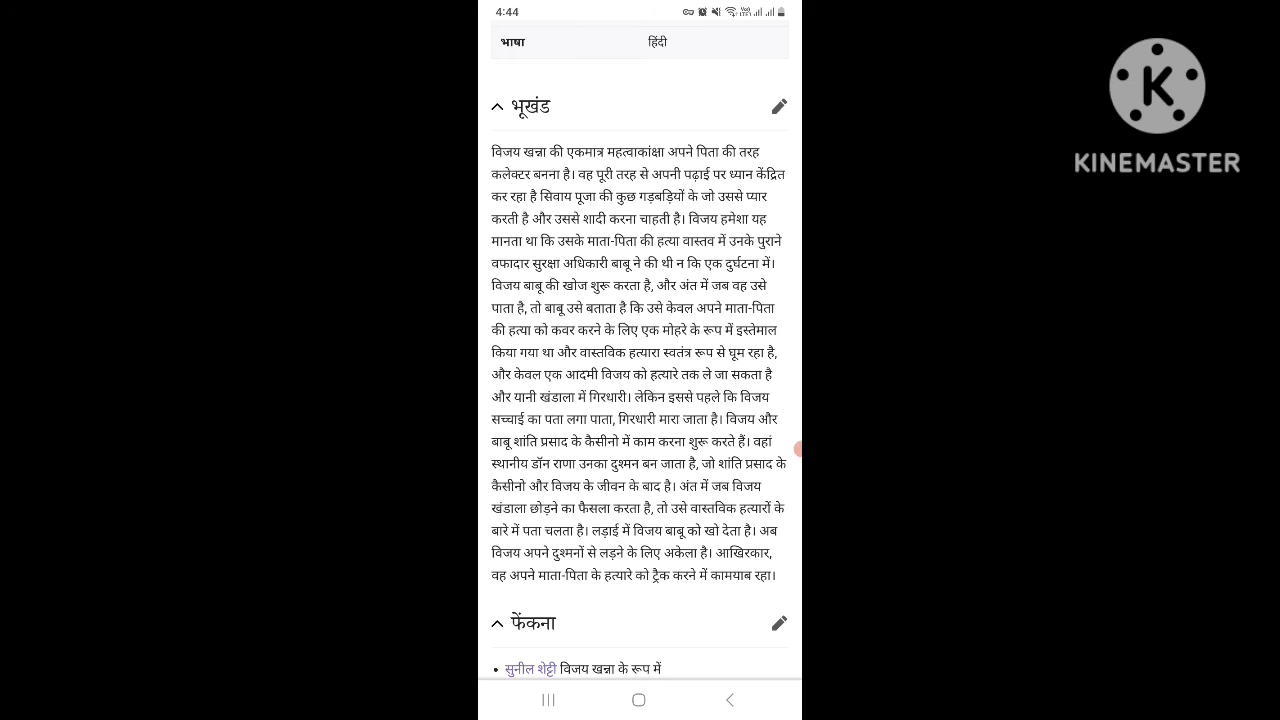 4:44
भाषा हिंदी
भूखंड
विजय खन्ना की एकमात्र महत्वाकांक्षा अपने पिता की तरह
कलेक्टर बनना है। वह पूरी तरह से अपनी पढ़ाई पर ध्यान केंद्रित
कर रहा है सिवाय पूजा की कुछ गड़बड़ियों के जो उससे प्यार
करती है और उससे शादी करना चाहती है। विजय हमेशा यह
मानता था कि उसके माता-पिता की हत्या वास्तव में उनके पुराने
वफादार सुरक्षा अधिकारी बाबू ने की थी न कि एक दुर्घटना में।
विजय बाबू की खोज शुरू करता है, और अंत में जब वह उसे
पाता है, तो बाबू उसे बताता है कि उसे केवल अपने माता-पिता
की हत्या को कवर करने के लिए एक मोहरे के रूप में इस्तेमाल
किया गया था और वास्तविक हत्यारा स्वतंत्र रूप से घूम रहा है,
और केवल एक आदमी विजय को हत्यारे तक ले जा सकता है
और यानी खंडाला में गिरधारी। लेकिन इससे पहले कि विजय
सच्चाई का पता लगा पाता, गिरधारी मारा जाता है। विजय और
बाबू शांति प्रसाद के कैसीनो में काम करना शुरू करते हैं। वहां
स्थानीय डॉन राणा उनका दुश्मन बन जाता है, जो शांति प्रसाद के
कैसीनो और विजय के जीवन के बाद है। अंत में जब विजय
खंडाला छोड़ने का फैसला करता है, तो उसे वास्तविक हत्यारों के
बारे में पता चलता है। लड़ाई में विजय बाबू को खो देता है। अब
विजय अपने दुश्मनों से लड़ने के लिए अकेला है। आखिरकार,
वह अपने माता-पिता के हत्यारे को ट्रैक करने में कामयाब रहा।
फेंकना
• सुनील शेट्टी विजय खन्ना के रूप में
K
KINEMASTER